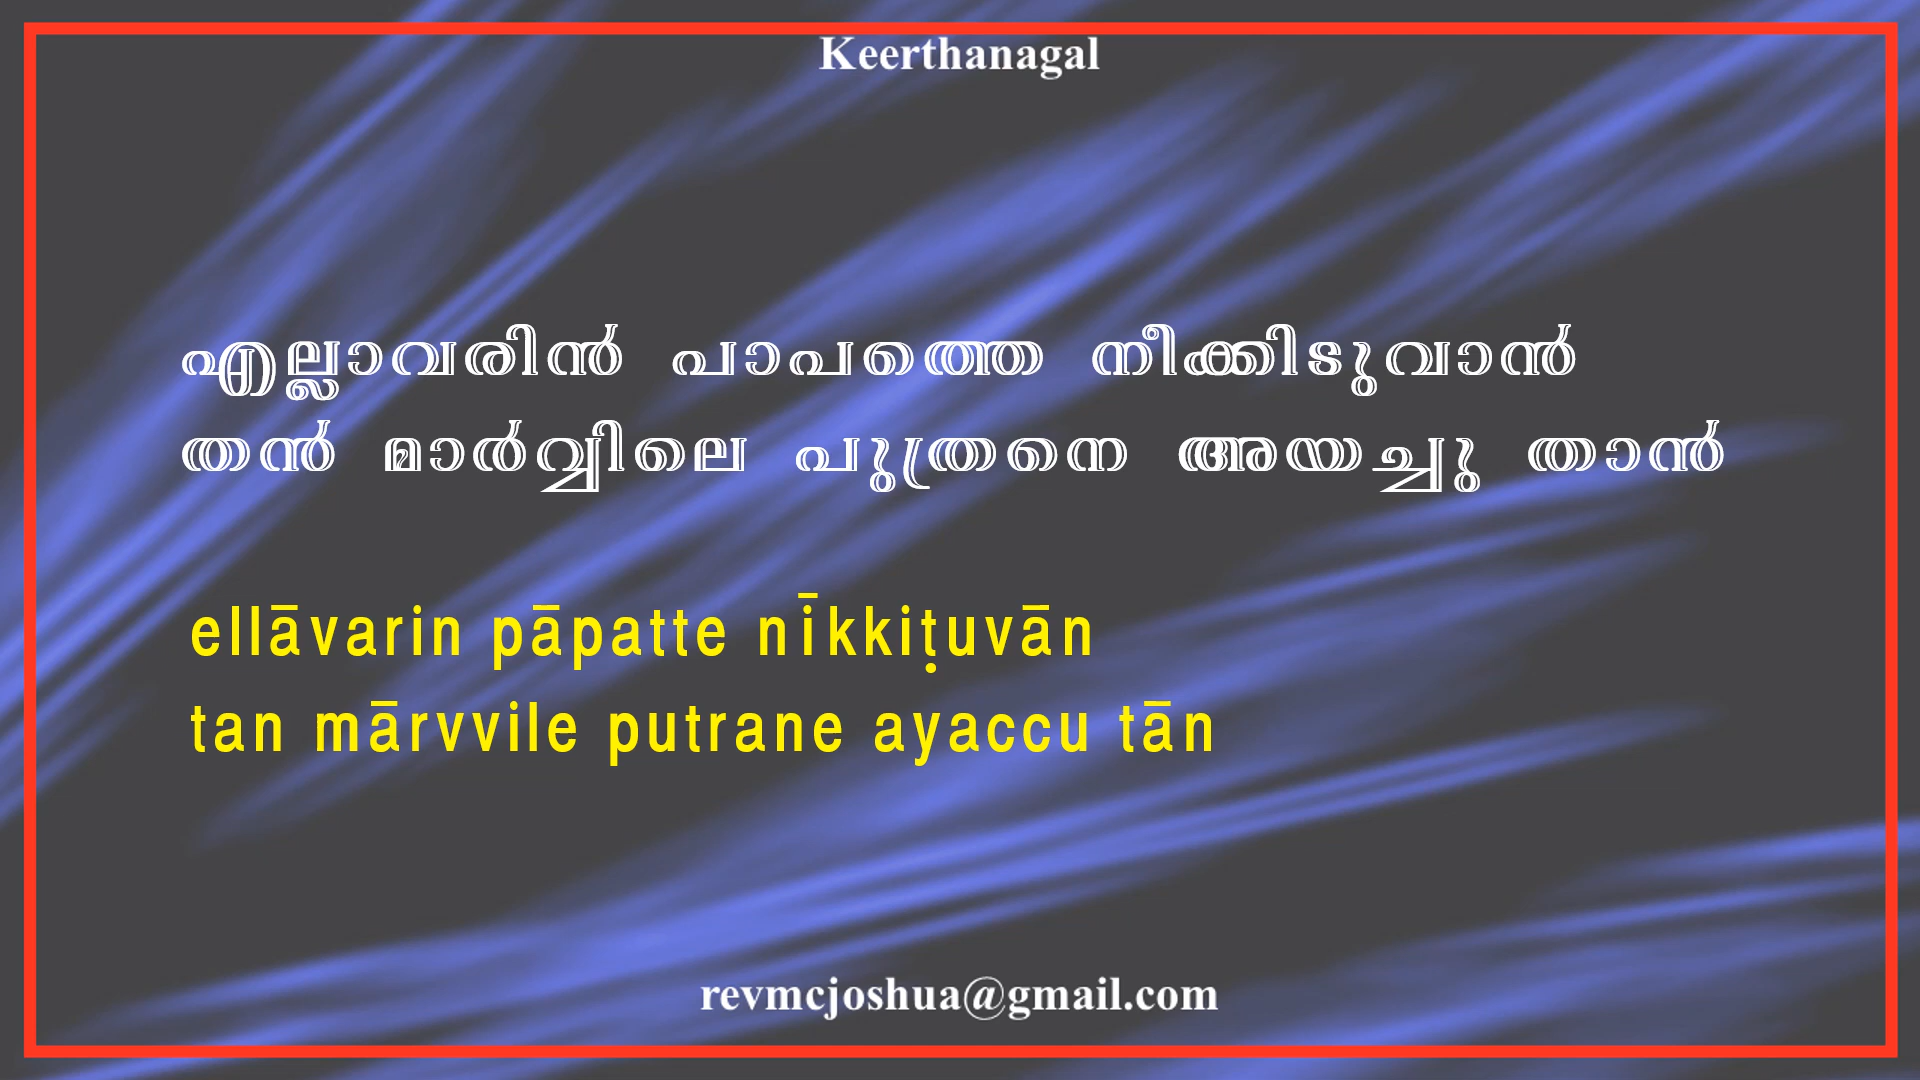 Keerthanagal
എല്ലാവരിൻ പാപത്തെ നീക്കിടുവാൻ
തൻ മാർവ്വിലെ പുത്രനെ അയച്ചു താൻ
ellāvarin pāpatte nīkkiṭuvān
tan mārvvile putrane ayaccu tān
revmcjoshua@gmail.com